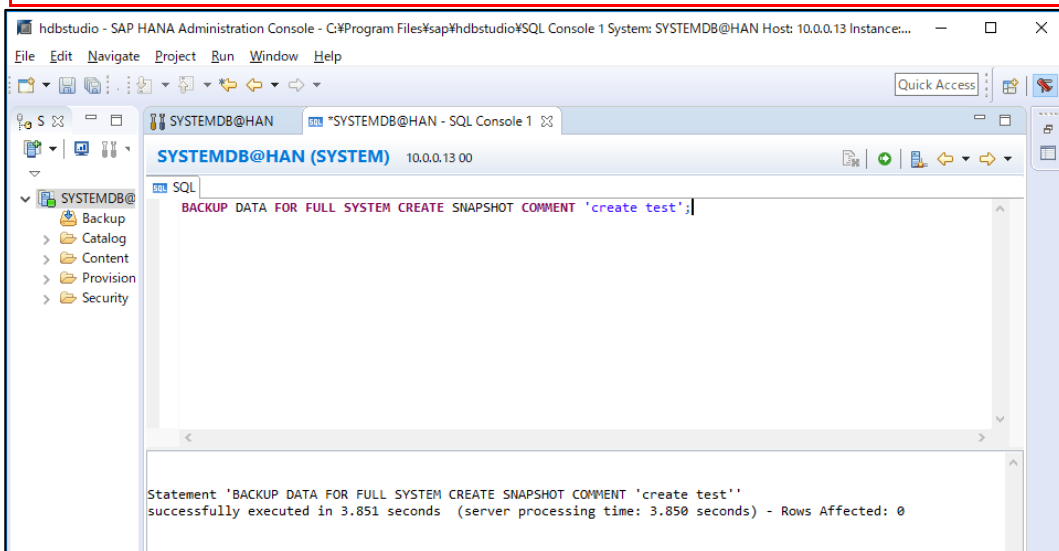 hdbstudio - SAP HANA Administration Console - C:¥Program Files¥sap¥hdbstudio¥SQL Console 1 System: SYSTEMDB@HAN Host: 10.0.0.13 Instance:...
File Edit Navigate Project Run Window Help
Quick Access
S
SYSTEMDB@HAN
SQL *SYSTEMDB@HAN - SQL Console 1
SYSTEMDB@HAN (SYSTEM) 10.0.0.13 00
SQL SQL
SYSTEMDB@
Backup
Catalog
Content
Provision
Security
BACKUP DATA FOR FULL SYSTEM CREATE SNAPSHOT COMMENT 'create test';
Statement 'BACKUP DATA FOR FULL SYSTEM CREATE SNAPSHOT COMMENT 'create test''
successfully executed in 3.851 seconds (server processing time: 3.850 seconds) - Rows Affected: 0